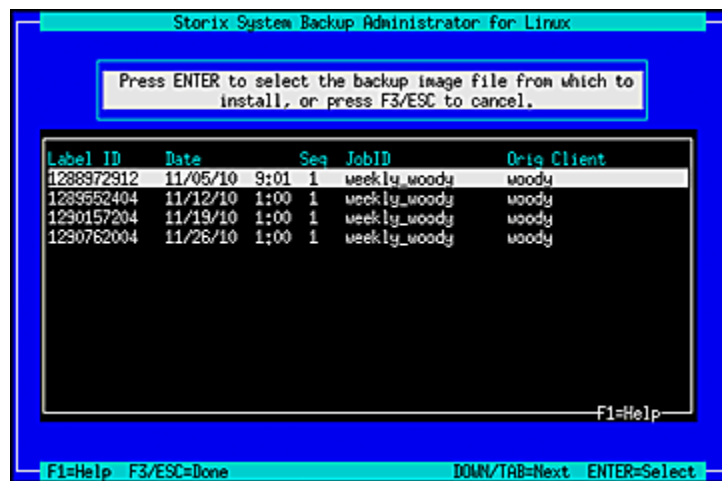 Storix System Backup Administrator for Linux
Press ENTER to select the backup image file from which to
install, or press F3/ESC to cancel.
Label ID Date Seq JobID Orig Client
1288972912 11/05/10 9:01 1 weekly_woody woody
1289552404 11/12/10 1:00 1 weekly_woody woody
1290157204 11/19/10 1:00 1 weekly_woody woody
1290762004 11/26/10 1:00 1 weekly_woody woody
F1=Help
F1=Help F3/ESC=Done DOWN/TAB=Next ENTER=Select